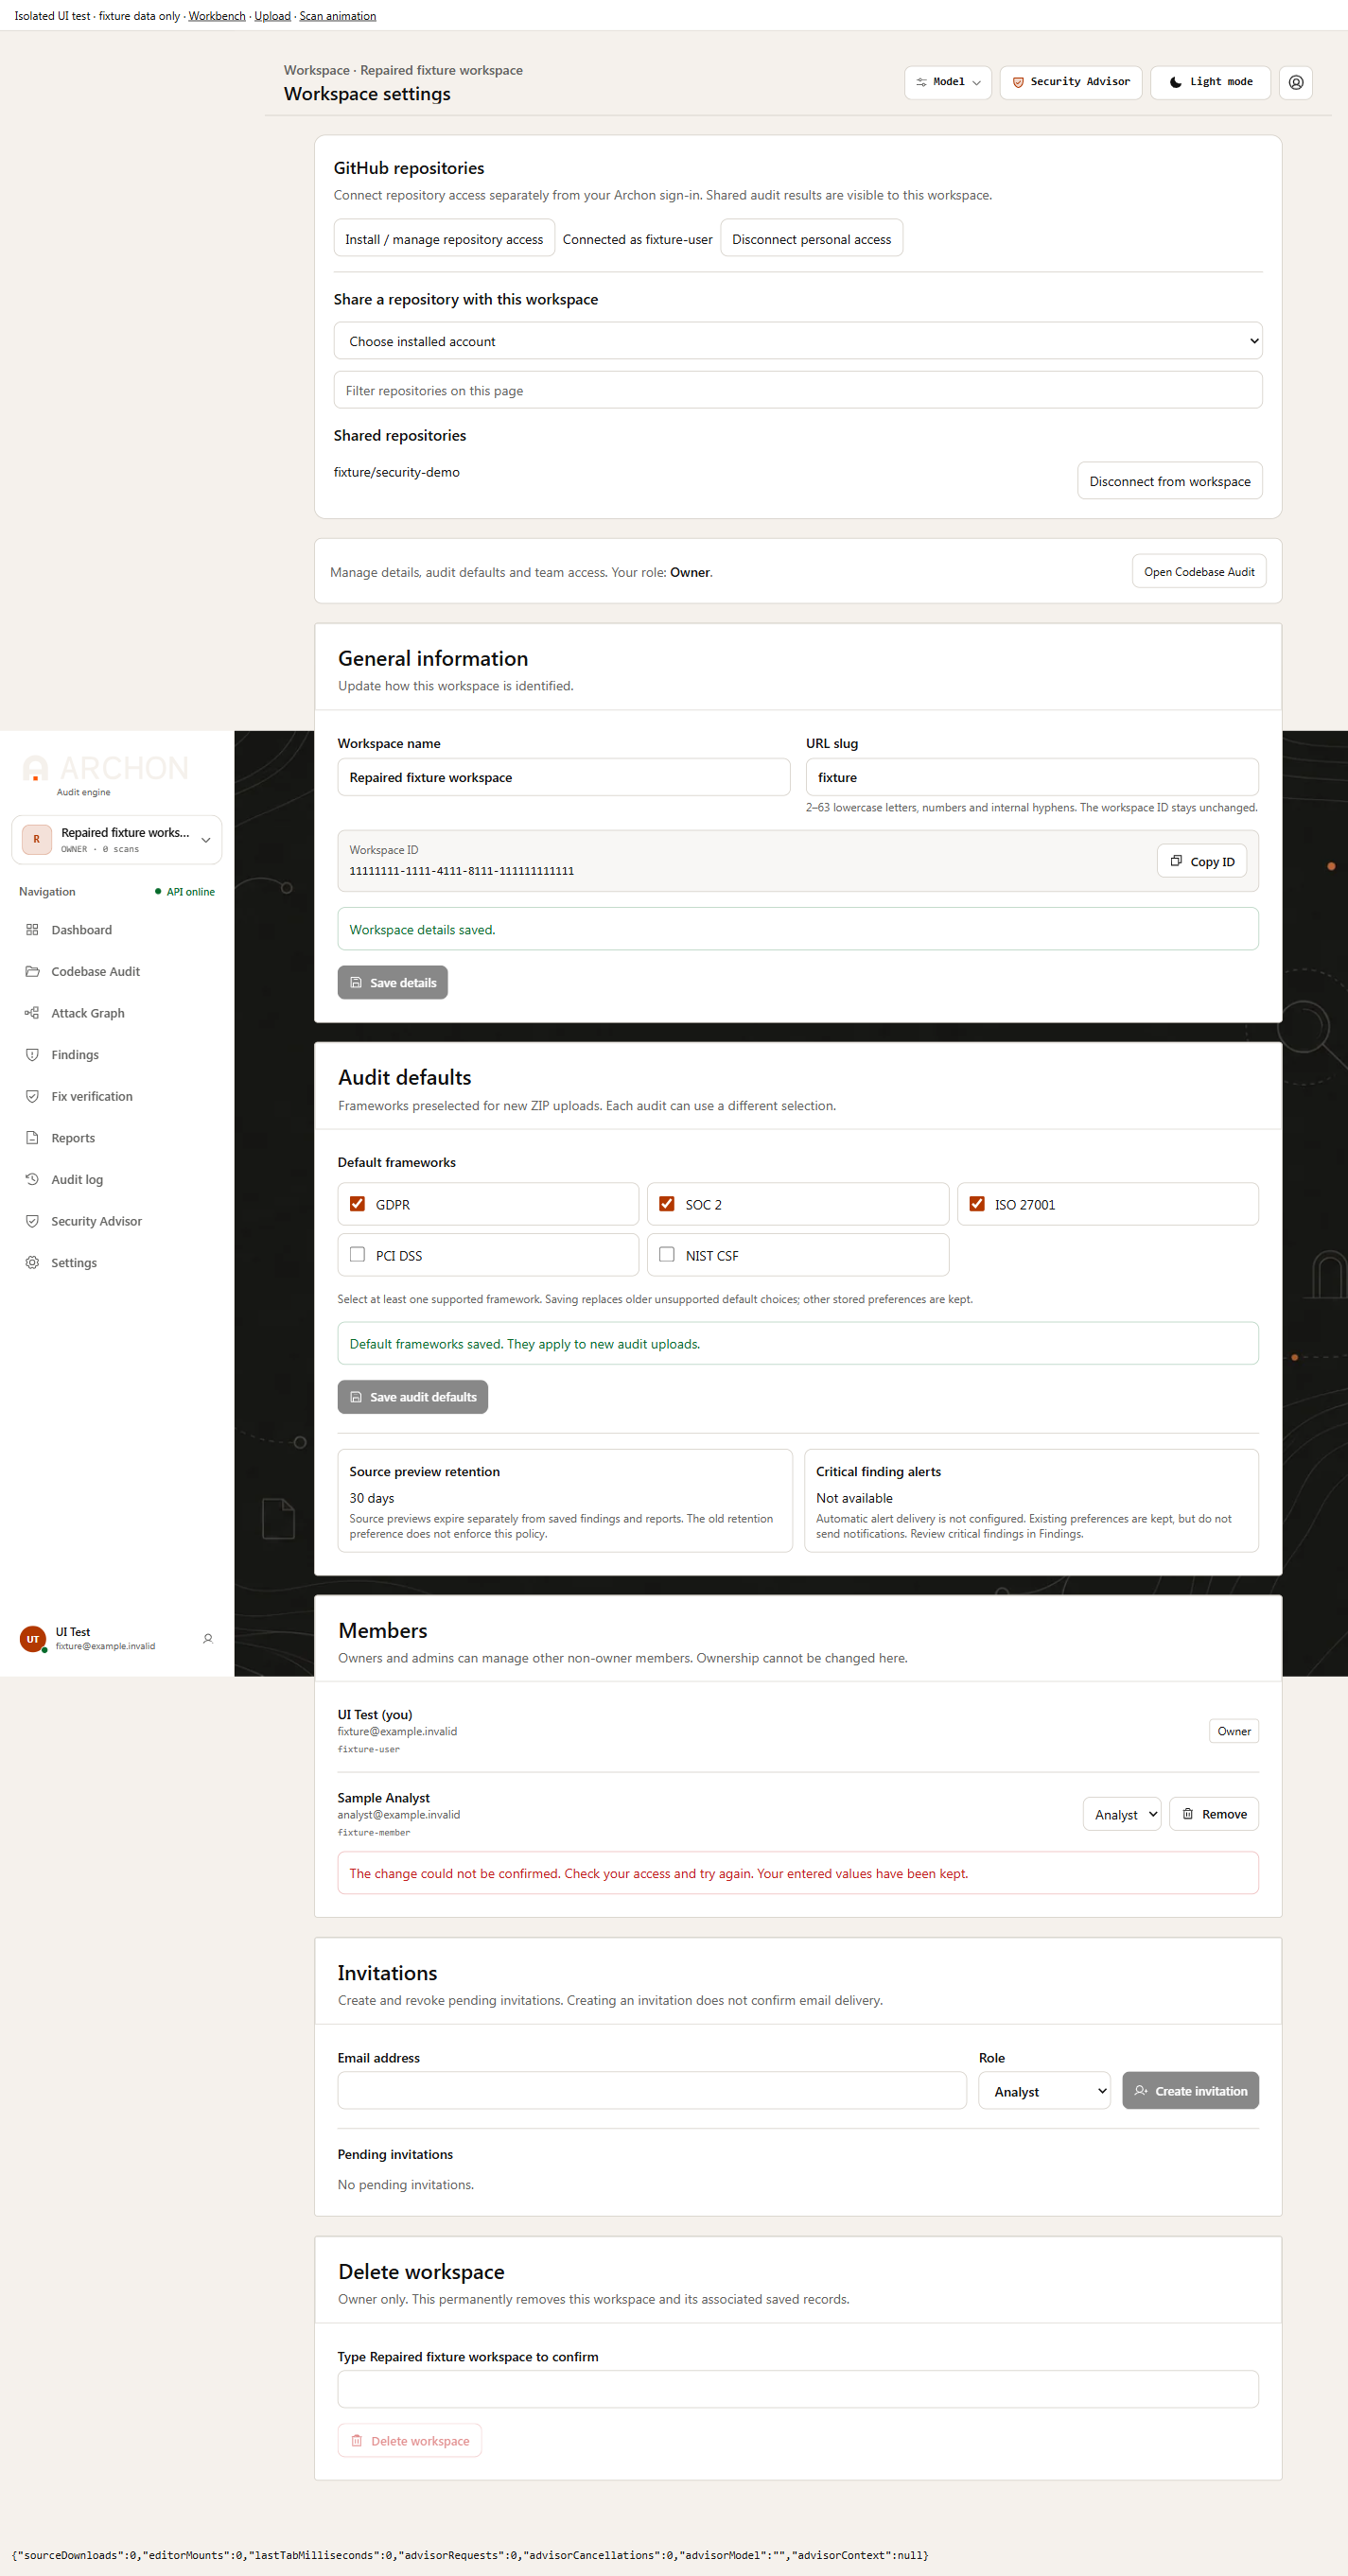 Isolated UI test · fixture data only · Workbench · Upload · Scan animation
Workspace · Repaired fixture workspace
Workspace settings
Model
Security Advisor
Light mode
GitHub repositories
Connect repository access separately from your Archon sign-in. Shared audit results are visible to this workspace.
Install / manage repository access
Connected as fixture-user
Disconnect personal access
Share a repository with this workspace
Choose installed account
Filter repositories on this page
Shared repositories
fixture/security-demo
Disconnect from workspace
Manage details, audit defaults and team access. Your role: Owner.
Open Codebase Audit
General information
Update how this workspace is identified.
Workspace name
URL slug
Repaired fixture workspace
fixture
2–63 lowercase letters, numbers and internal hyphens. The workspace ID stays unchanged.
Workspace ID
11111111-1111-4111-8111-111111111111
Copy ID
Workspace details saved.
Save details
ARCHON
Audit engine
R
Repaired fixture works...
OWNER · 0 scans
Navigation
API online
Dashboard
Codebase Audit
Attack Graph
Findings
Fix verification
Reports
Audit log
Security Advisor
Settings
UT
UI Test
fixture@example.invalid
Audit defaults
Frameworks preselected for new ZIP uploads. Each audit can use a different selection.
Default frameworks
GDPR
SOC 2
ISO 27001
PCI DSS
NIST CSF
Select at least one supported framework. Saving replaces older unsupported default choices; other stored preferences are kept.
Default frameworks saved. They apply to new audit uploads.
Save audit defaults
Source preview retention
30 days
Source previews expire separately from saved findings and reports. The old retention
preference does not enforce this policy.
Critical finding alerts
Not available
Automatic alert delivery is not configured. Existing preferences are kept, but do not
send notifications. Review critical findings in Findings.
Members
Owners and admins can manage other non-owner members. Ownership cannot be changed here.
UI Test (you)
fixture@example.invalid
fixture-user
Owner
Sample Analyst
analyst@example.invalid
fixture-member
Analyst
Remove
The change could not be confirmed. Check your access and try again. Your entered values have been kept.
Invitations
Create and revoke pending invitations. Creating an invitation does not confirm email delivery.
Email address
Role
Analyst
Create invitation
Pending invitations
No pending invitations.
Delete workspace
Owner only. This permanently removes this workspace and its associated saved records.
Type Repaired fixture workspace to confirm
Delete workspace
{"sourceDownloads":0,"editorMounts":0,"lastTabMilliseconds":0,"advisorRequests":0,"advisorCancellations":0,"advisorModel":"","advisorContext":null}